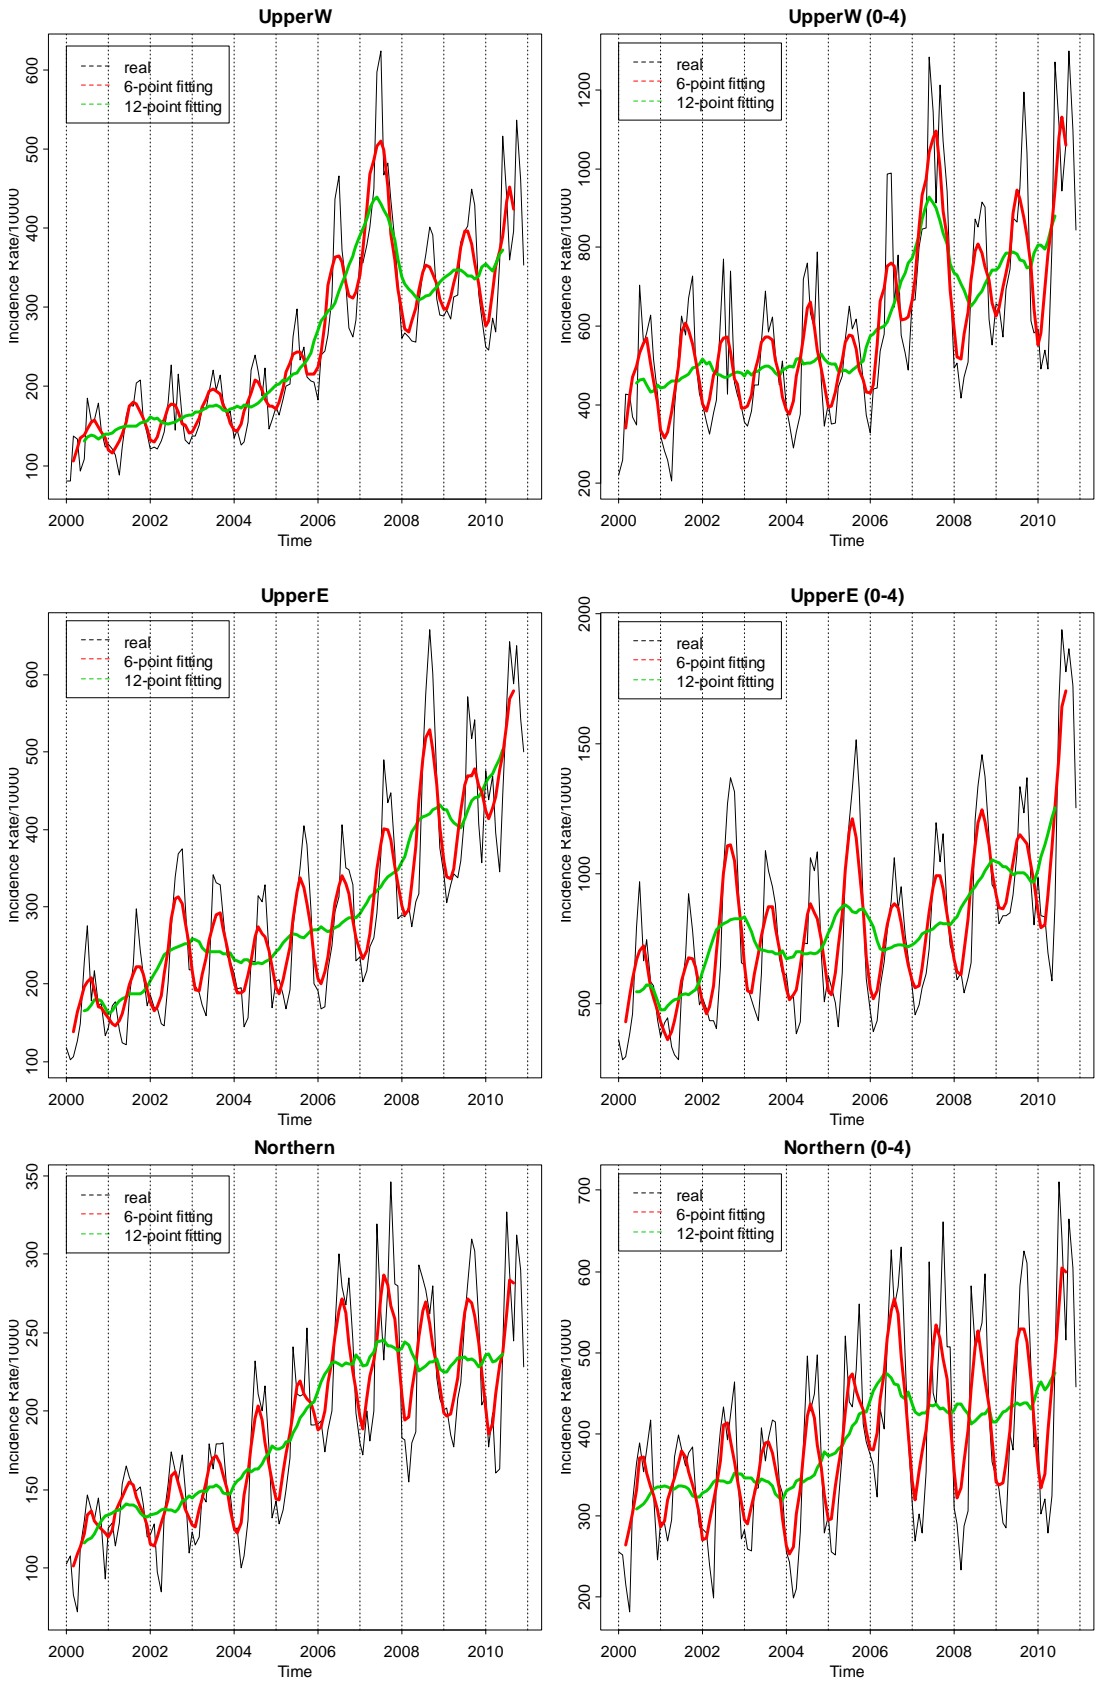 UpperW
real
6-point fitting
12-point fitting
Incidence Rate/10000
100 200 300 400 500 600
2000 2002 2004 2006 2008 2010
Time
UpperW (0-4)
real
6-point fitting
12-point fitting
Incidence Rate/10000
200 400 600 800 1000 1200
2000 2002 2004 2006 2008 2010
Time
UpperE
real
6-point fitting
12-point fitting
Incidence Rate/10000
100 200 300 400 500 600
2000 2002 2004 2006 2008 2010
Time
UpperE (0-4)
real
6-point fitting
12-point fitting
Incidence Rate/10000
500 1000 1500 2000
2000 2002 2004 2006 2008 2010
Time
Northern
real
6-point fitting
12-point fitting
Incidence Rate/10000
100 150 200 250 300 350
2000 2002 2004 2006 2008 2010
Time
Northern (0-4)
real
6-point fitting
12-point fitting
Incidence Rate/10000
200 300 400 500 600 700
2000 2002 2004 2006 2008 2010
Time